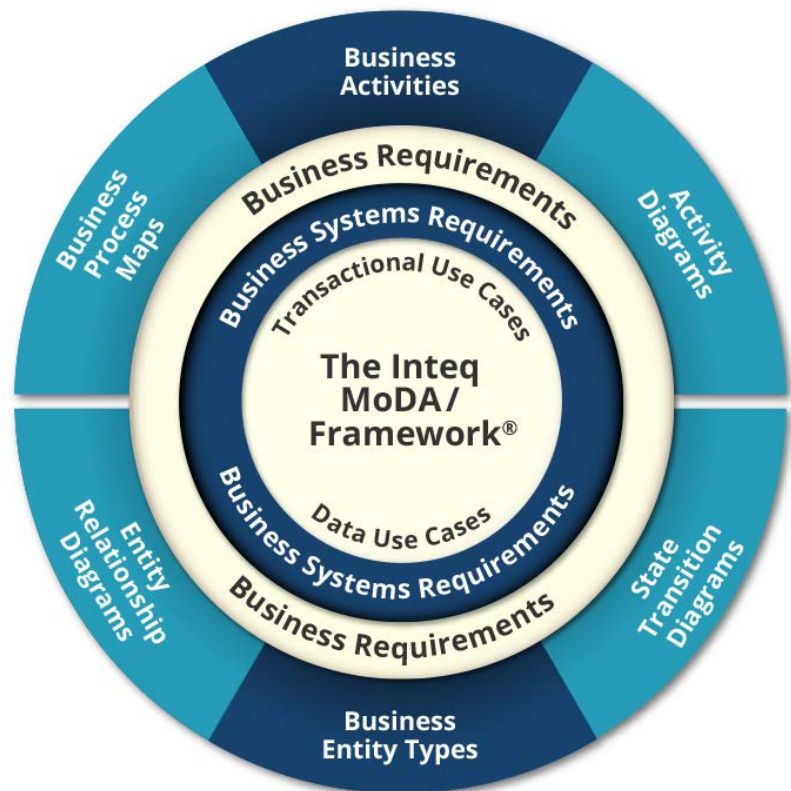 Business
Activities
Business
Process
Maps
Activity
Diagrams
Business Requirements
Business Systems Requirements
Transactional Use Cases
The Inteq
MoDA/
Framework®
Data Use Cases
Business Systems Requirements
Business Requirements
Entity
Relationship
Diagrams
State
Transition
Diagrams
Business
Entity Types